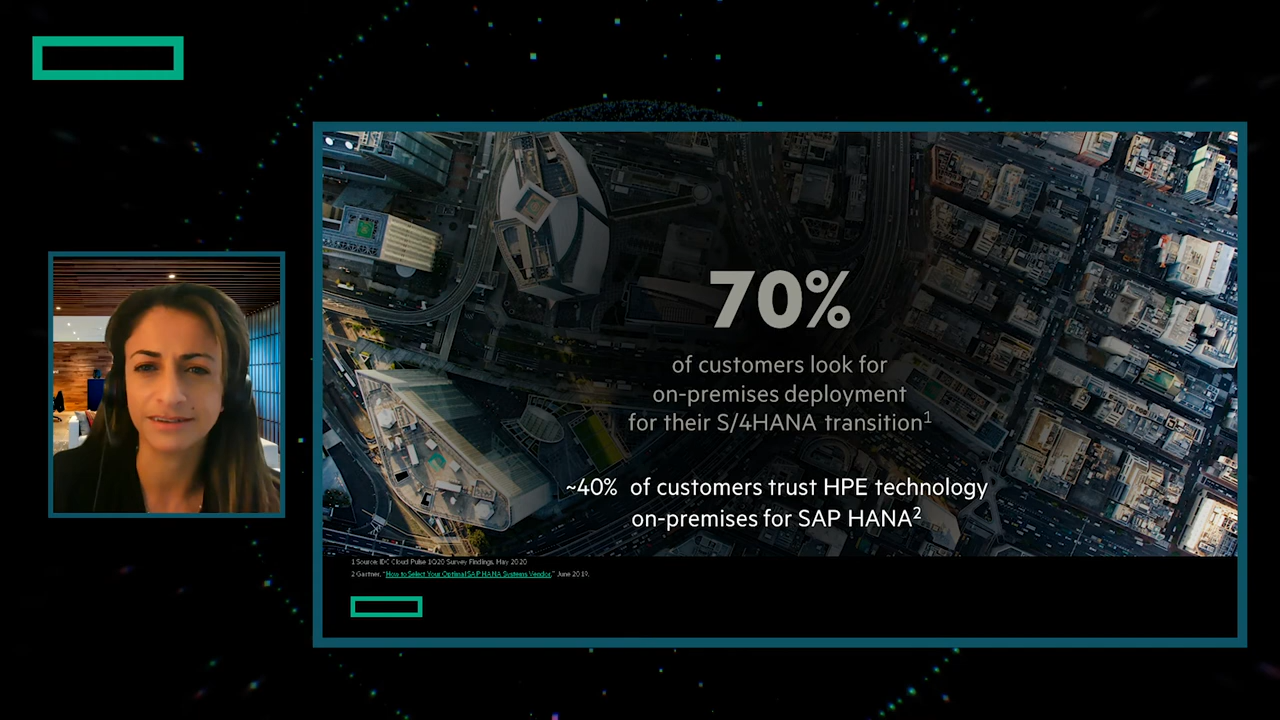 70%
of customers look for
on-premises deployment
for their S/4HANA transition1
~40% of customers trust HPE technology
on-premises for SAP HANA2
1 Source: IDC Cloud Pulse 1Q20 Survey Findings, May 2020
2 Gartner, "How to Select Your Optimal SAP HANA Systems Vendor," June 2019.